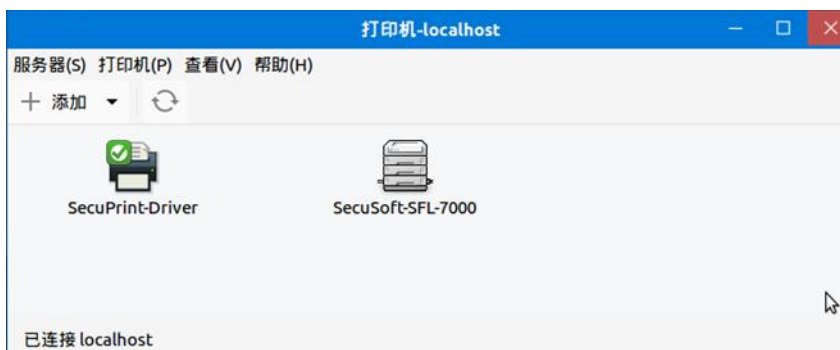 打印机-localhost
服务器(S) 打印机(P) 查看(V) 帮助(H)
添加
SecuPrint-Driver SecuSoft-SFL-7000
已连接 localhost